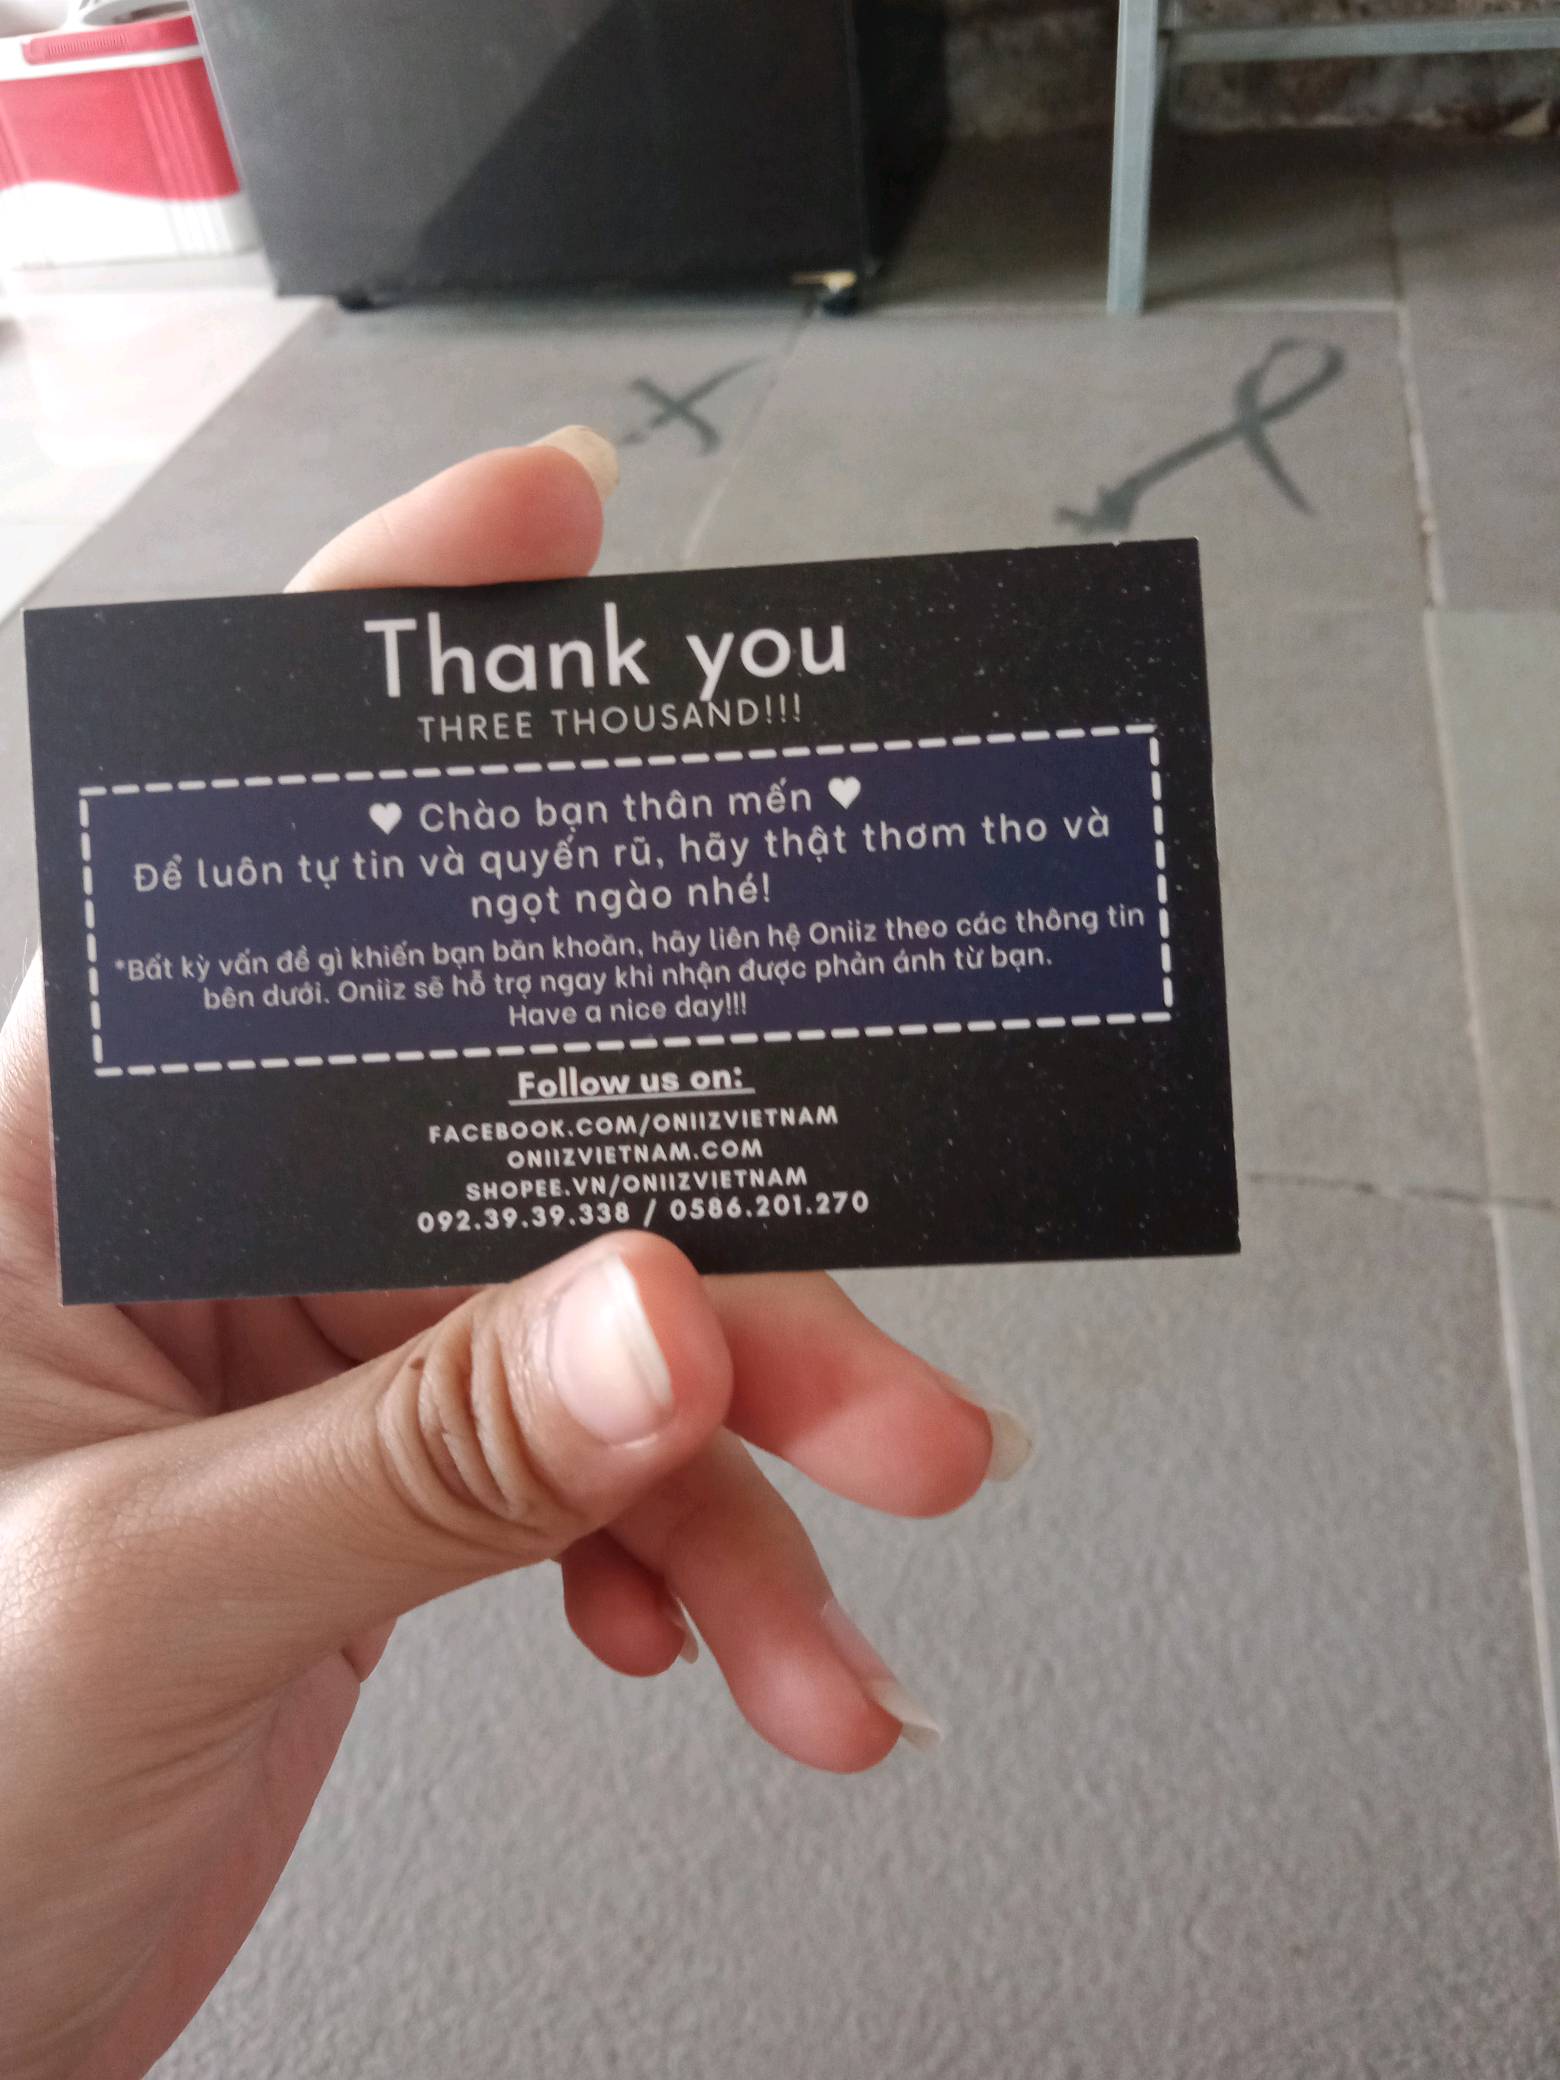 Thank you
THREE THOUSAND!!!
♥ Chào bạn thân mến ♥
Để luôn tự tin và quyến rũ, hãy thật thơm tho và
ngọt ngào nhé!
*Bất kỳ vấn đề gì khiến bạn băn khoăn, hãy liên hệ Oniiz theo các thông tin
bên dưới. Oniiz sẽ hỗ trợ ngay khi nhận được phản ánh từ bạn.
Have a nice day!!!
Follow us on:
FACEBOOK.COM/ONIIZVIETNAM
ONIIZVIETNAM.COM
SHOPEE.VN/ONIIZVIETNAM
092.39.39.338 / 0586.201.270